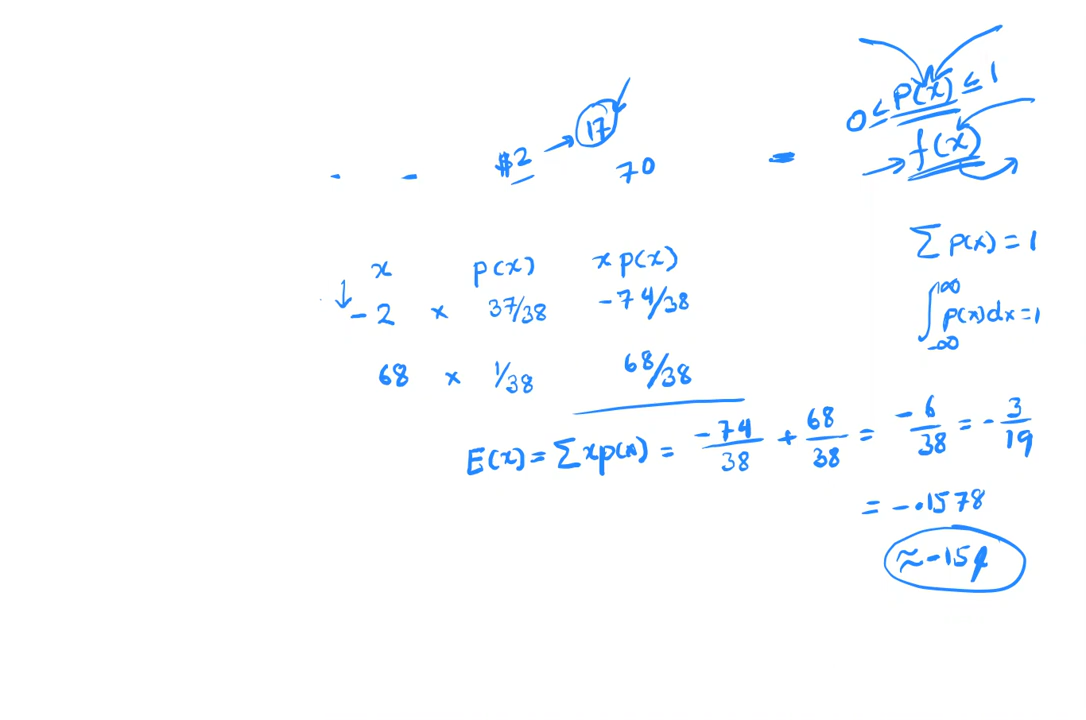 0 ≤ P(x) ≤ 1
$2 → 17
70
f(x)
∑ p(x) = 1
∫_{-∞}^{+∞} p(x)dx = 1
x p(x) x p(x)
-2 × 37/38 -74/38
68 × 1/38 68/38
E(x) = ∑ x p(x) = -74/38 + 68/38 = -6/38 = -3/19
= -.1578
≈ -15¢